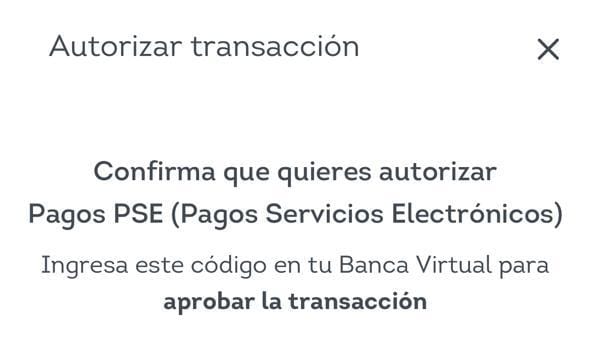 Autorizar transacción
Confirma que quieres autorizar
Pagos PSE (Pagos Servicios Electrónicos)
Ingresa este código en tu Banca Virtual para
aprobar la transacción